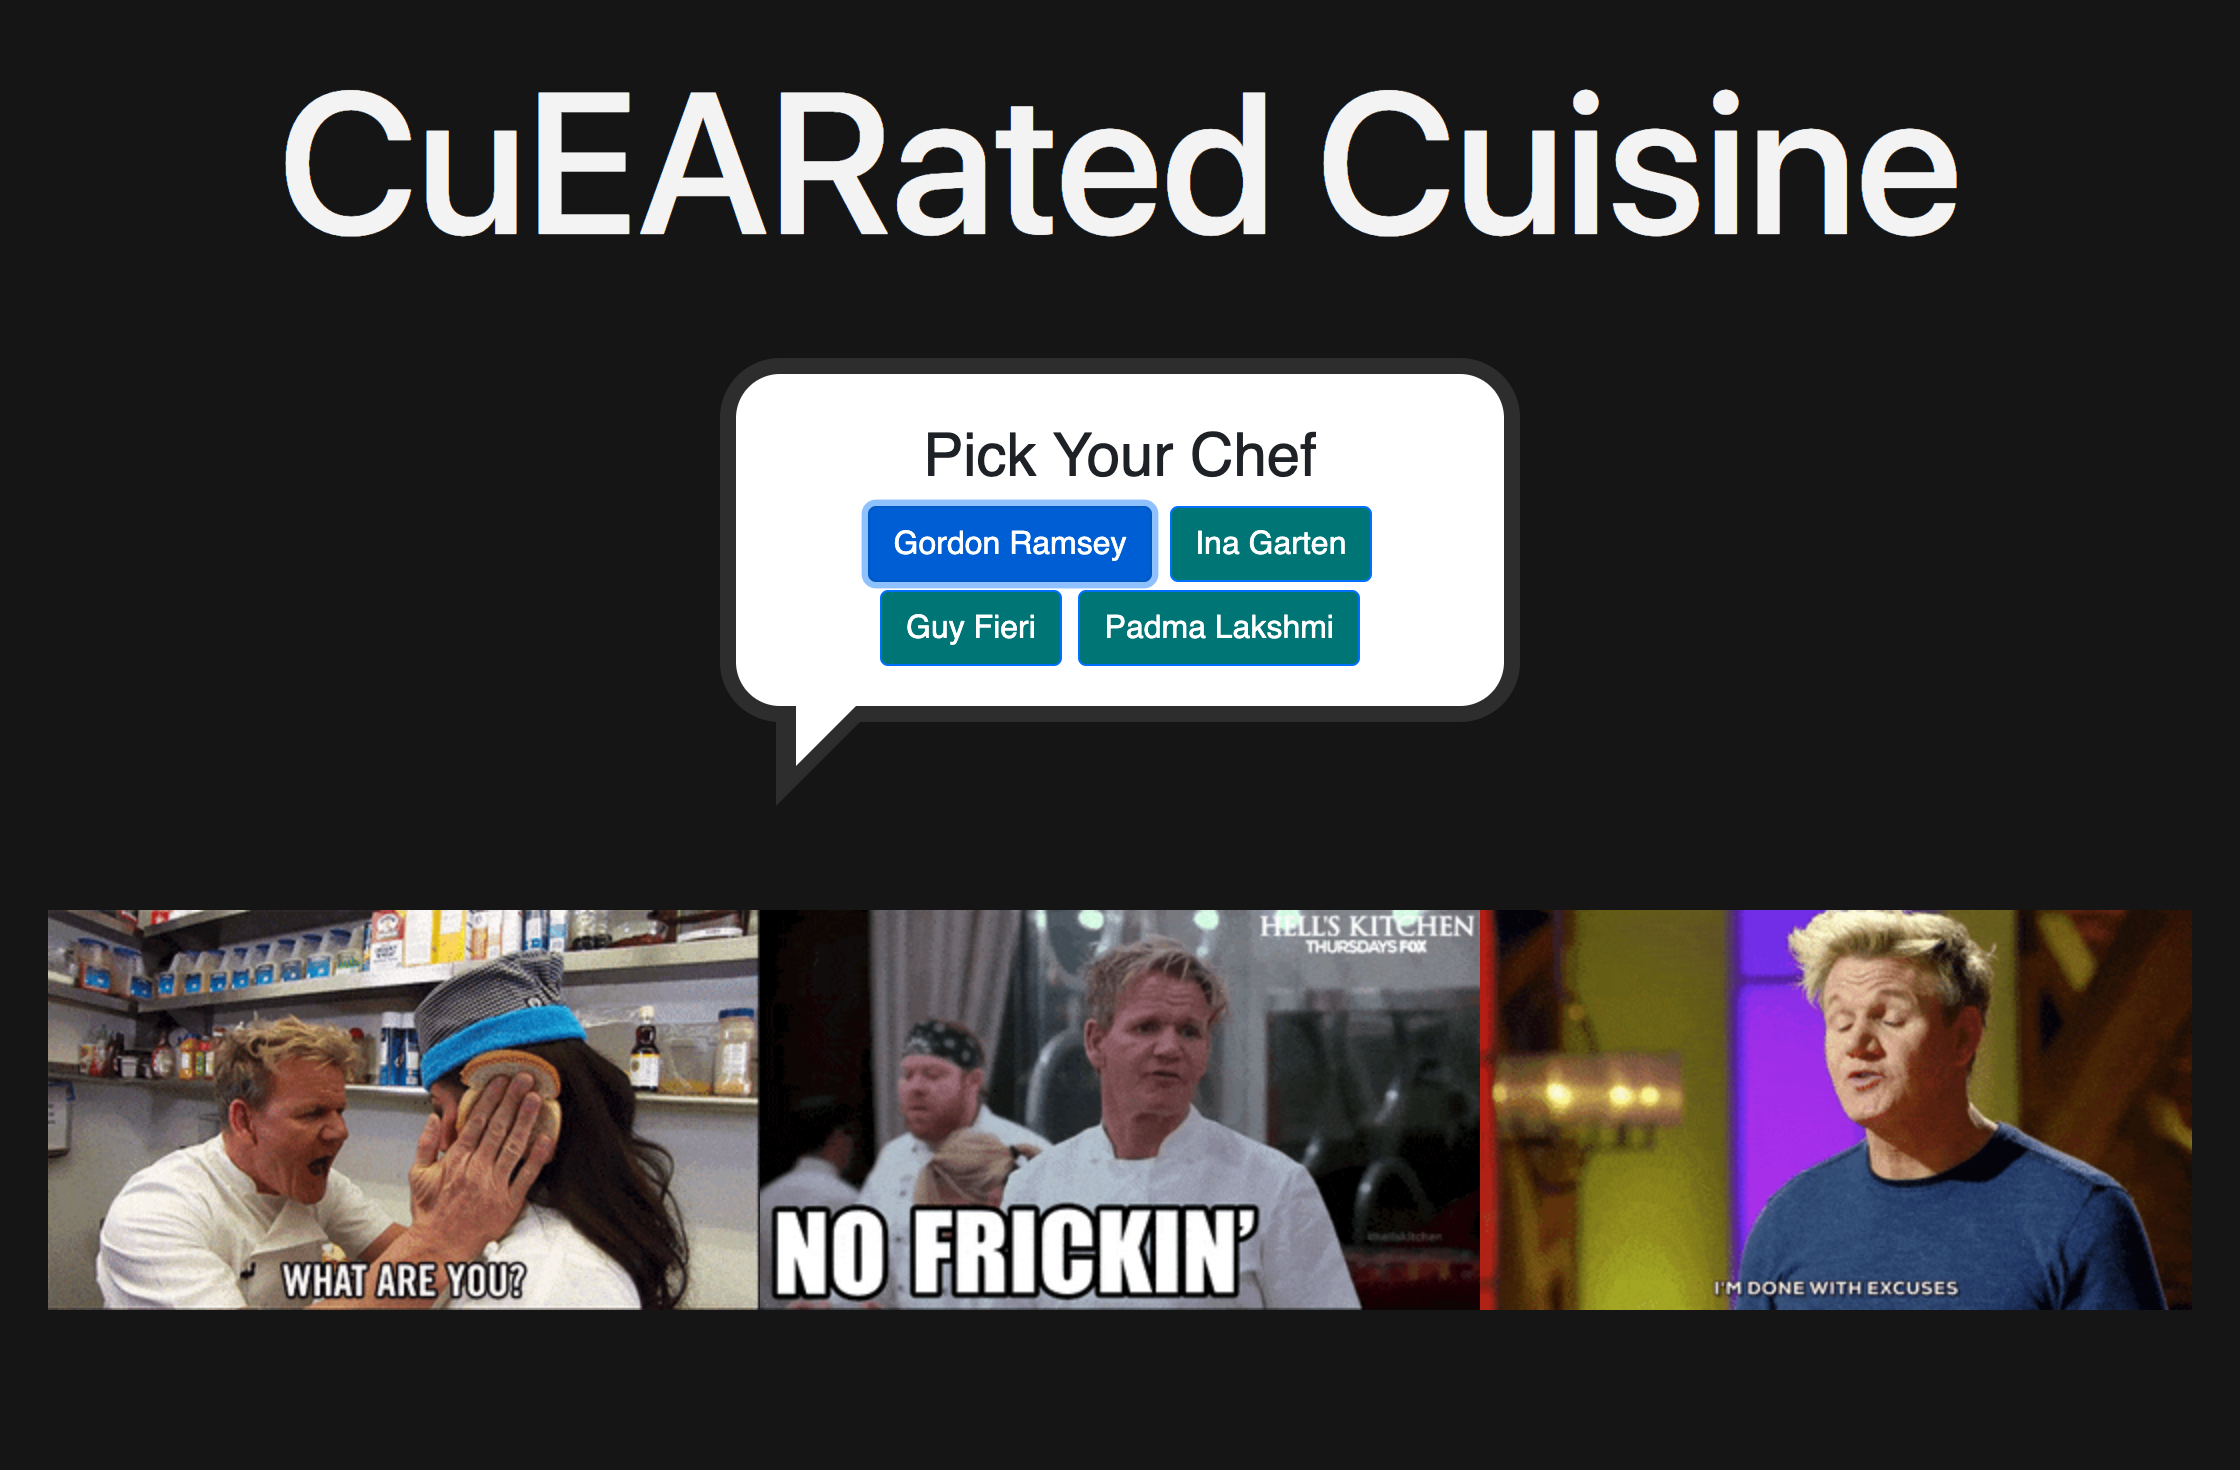 CuEARated Cuisine
Pick Your Chef
Gordon Ramsey
Ina Garten
Guy Fieri
Padma Lakshmi
WHAT ARE YOU?
HELL'S KITCHEN
THURSDAYS FOX
NO FRICKIN'
I'M DONE WITH EXCUSES